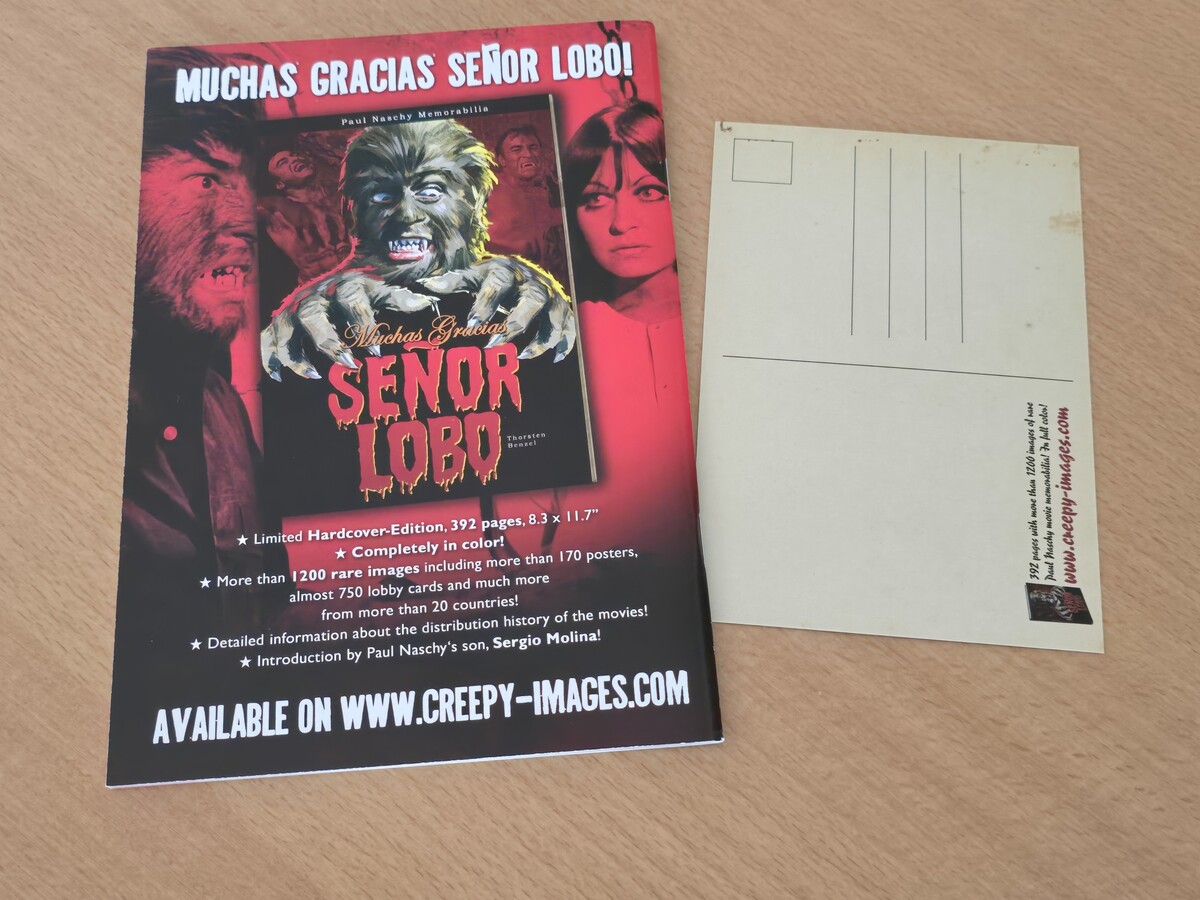 MUCHAS GRACIAS SEÑOR LOBO!
Paul Naschy Memorabilia
Muchas Gracias
SEÑOR
LOBO
Thorsten
Benzel
★ Limited Hardcover-Edition, 392 pages, 8.3 x 11.7”
★ Completely in color!
★ More than 1200 rare images including more than 170 posters,
almost 750 lobby cards and much more
from more than 20 countries!
★ Detailed information about the distribution history of the movies!
★ Introduction by Paul Naschy‘s son, Sergio Molina!
AVAILABLE ON WWW.CREEPY-IMAGES.COM
392 pages with more than 1200 images of rare
Paul Naschy movie memorabilia! In full color!
www.creepy-images.com